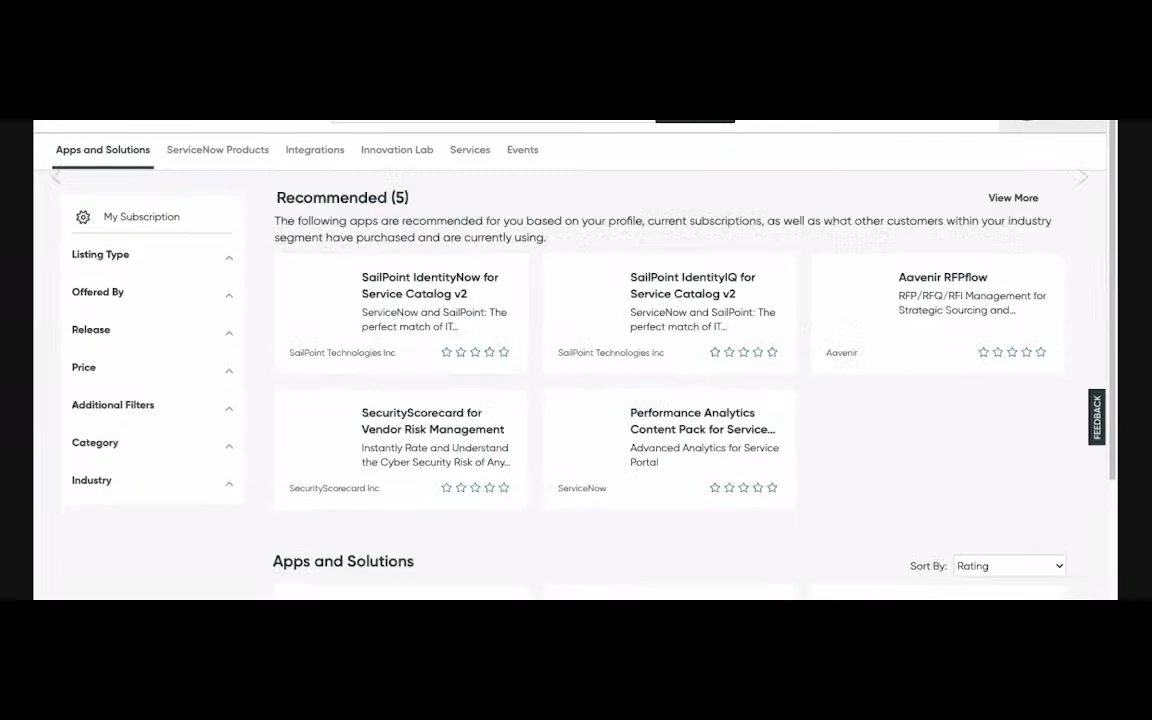 Apps and Solutions
ServiceNow Products
Integrations
Innovation Lab
Services
Events
My Subscription
Listing Type
Offered By
Release
Price
Additional Filters
Category
Industry
Recommended (5)
View More
The following apps are recommended for you based on your profile, current subscriptions, as well as what other customers within your industry
segment have purchased and are currently using.
SailPoint IdentityNow for
Service Catalog v2
ServiceNow and SailPoint: The
perfect match of IT...
SailPoint Technologies Inc
SailPoint IdentityIQ for
Service Catalog v2
ServiceNow and SailPoint: The
perfect match of IT...
SailPoint Technologies Inc
Aavenir RFPflow
RFP/RFQ/RFI Management for
Strategic Sourcing and...
Aavenir
SecurityScorecard for
Vendor Risk Management
Instantly Rate and Understand
the Cyber Security Risk of Any...
SecurityScorecard Inc
Performance Analytics
Content Pack for Service...
Advanced Analytics for Service
Portal
ServiceNow
FEEDBACK
Apps and Solutions
Sort By: Rating